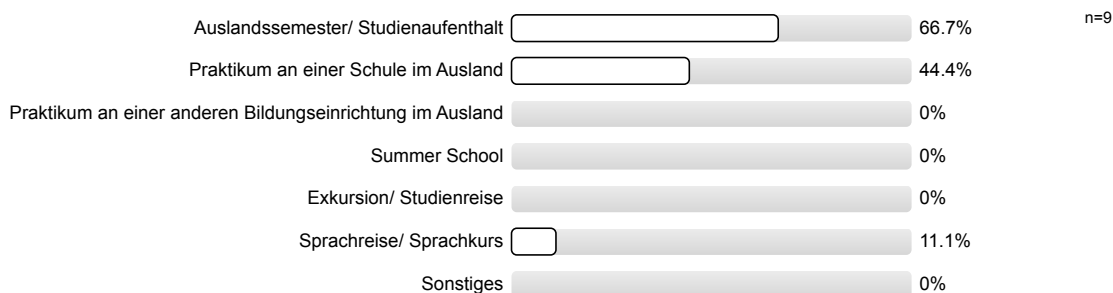 Auslandssemester/ Studienaufenthalt 66.7% n=9
Praktikum an einer Schule im Ausland 44.4%
Praktikum an einer anderen Bildungseinrichtung im Ausland 0%
Summer School 0%
Exkursion/ Studienreise 0%
Sprachreise/ Sprachkurs 11.1%
Sonstiges 0%